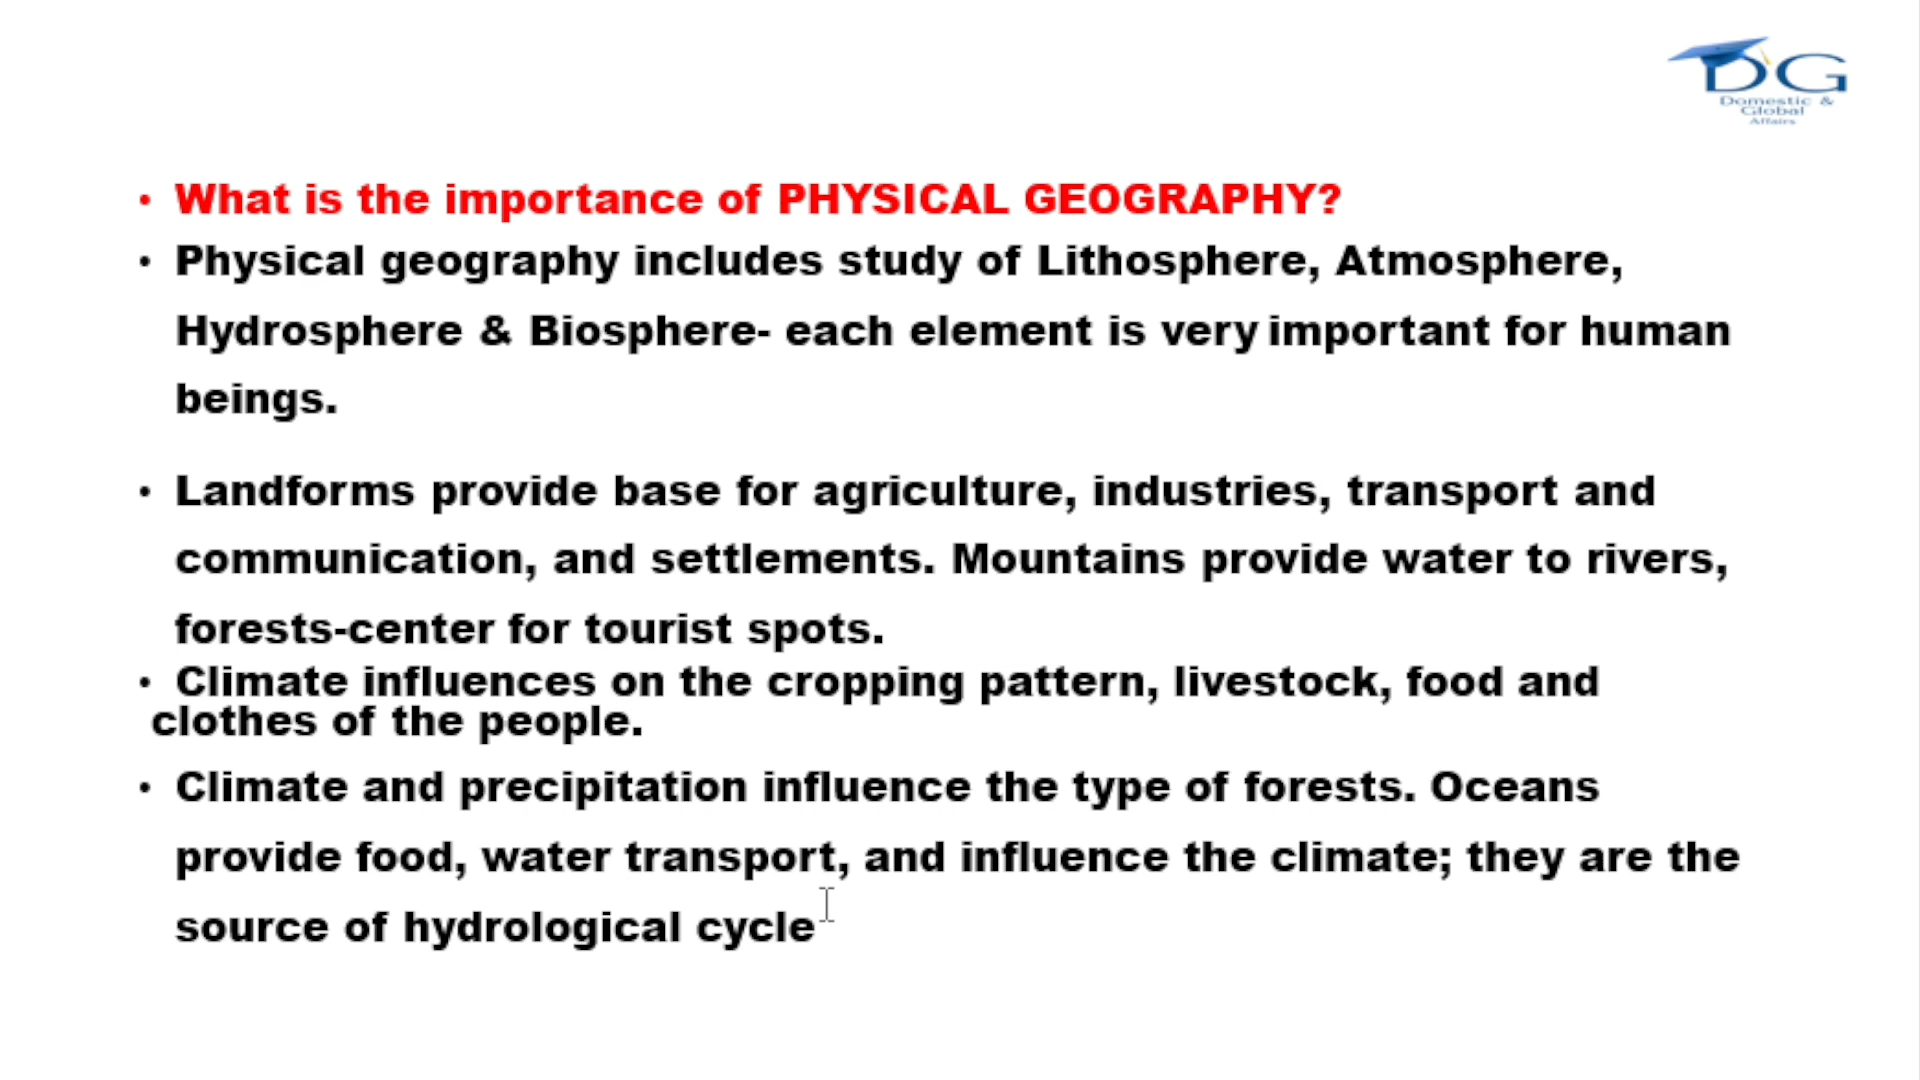 DG
Domestic &
Global
Affairs
• What is the importance of PHYSICAL GEOGRAPHY?
• Physical geography includes study of Lithosphere, Atmosphere,
Hydrosphere & Biosphere- each element is very important for human
beings.
• Landforms provide base for agriculture, industries, transport and
communication, and settlements. Mountains provide water to rivers,
forests-center for tourist spots.
• Climate influences on the cropping pattern, livestock, food and
clothes of the people.
• Climate and precipitation influence the type of forests. Oceans
provide food, water transport, and influence the climate; they are the
source of hydrological cycle